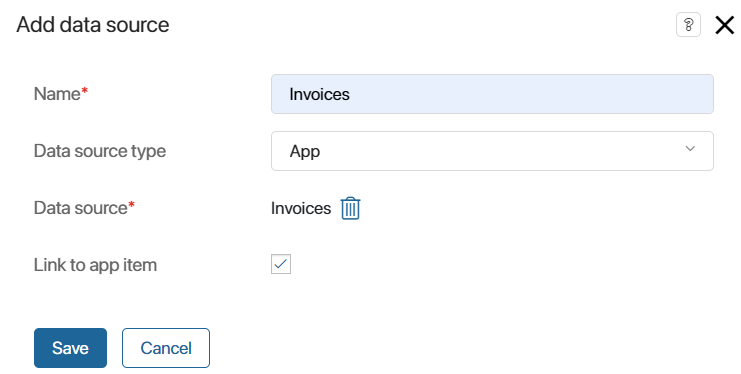 Add data source
?
Name*
Invoices
Data source type
App
Data source*
Invoices
Link to app item
Save
Cancel